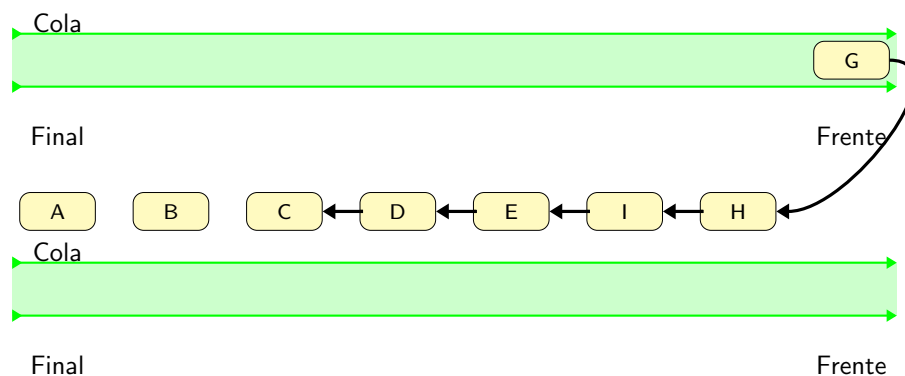 Cola
G
Final Frente
A B C D E I H
Cola
Final Frente